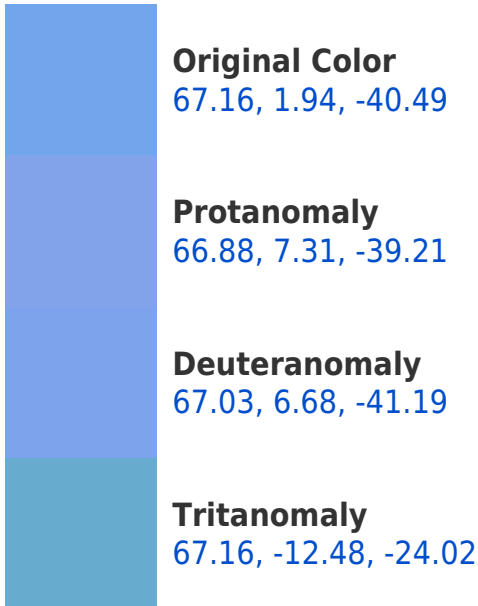 Original Color
67.16, 1.94, -40.49
Protanomaly
66.88, 7.31, -39.21
Deuteranomaly
67.03, 6.68, -41.19
Tritanomaly
67.16, -12.48, -24.02